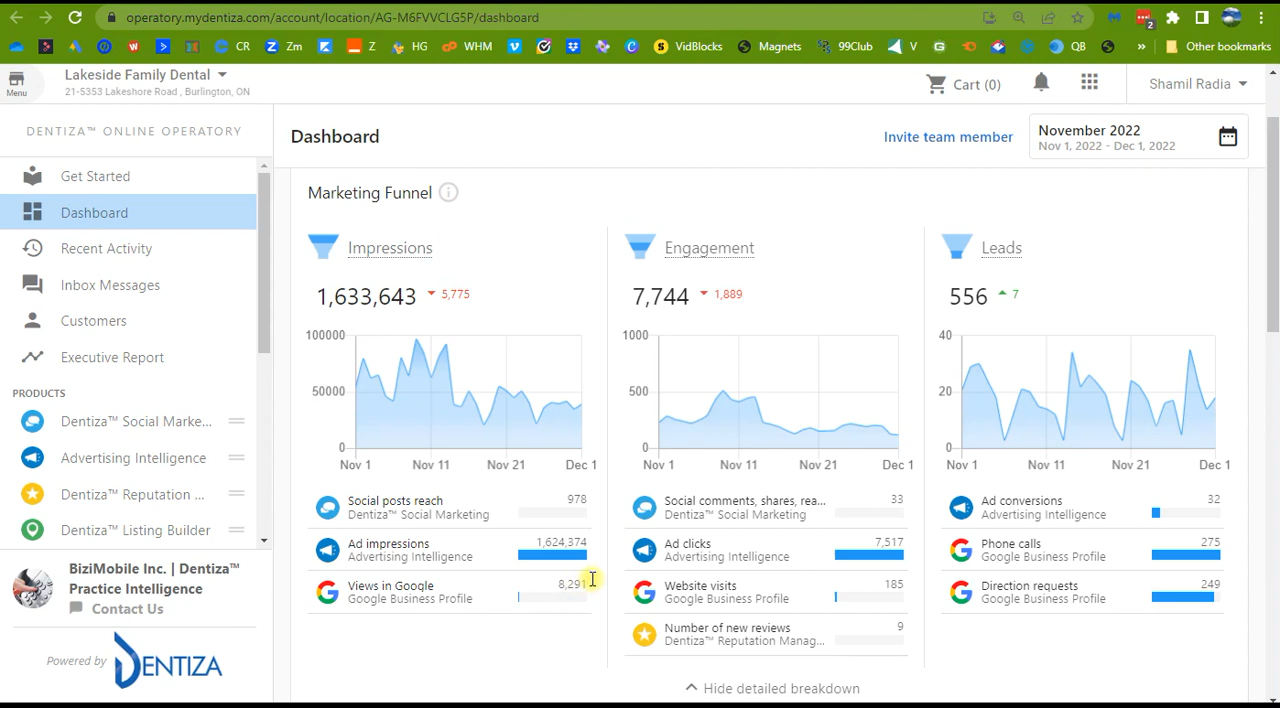 operatory.mydentiza.com/account/location/AG-M6FVVCLG5P/dashboard
2
CR
Zm
Z
HG
WHM
VidBlocks
Magnets
99Club
V
QB
»
Other bookmarks
Menu
Lakeside Family Dental
21-5353 Lakeshore Road , Burlington, ON
Cart (0)
Shamil Radia
DENTIZA™ ONLINE OPERATORY
Get Started
Dashboard
Recent Activity
Inbox Messages
Customers
Executive Report
PRODUCTS
Dentiza™ Social Marke...
Advertising Intelligence
Dentiza™ Reputation ...
Dentiza™ Listing Builder
BiziMobile Inc. | Dentiza™
Practice Intelligence
Contact Us
Powered by DENTIZA
Dashboard
Invite team member
November 2022
Nov 1, 2022 - Dec 1, 2022
Marketing Funnel
Impressions
1,633,643 5,775
100000
50000
0
Nov 1 Nov 11 Nov 21 Dec 1
Social posts reach 978
Dentiza™ Social Marketing
Ad impressions 1,624,374
Advertising Intelligence
Views in Google 8,291
Google Business Profile
Engagement
7,744 1,889
1000
500
0
Nov 1 Nov 11 Nov 21 Dec 1
Social comments, shares, rea... 33
Dentiza™ Social Marketing
Ad clicks 7,517
Advertising Intelligence
Website visits 185
Google Business Profile
Number of new reviews 9
Dentiza™ Reputation Manag...
Leads
556 7
40
20
0
Nov 1 Nov 11 Nov 21 Dec 1
Ad conversions 32
Advertising Intelligence
Phone calls 275
Google Business Profile
Direction requests 249
Google Business Profile
Hide detailed breakdown